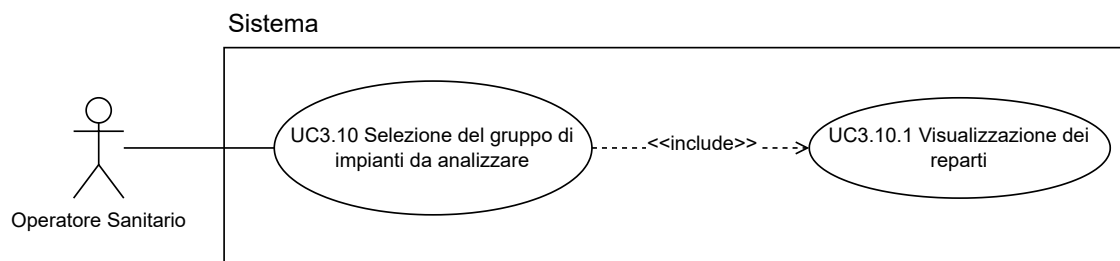 Sistema
UC3.10 Selezione del gruppo di
impianti da analizzare
<<include>>
UC3.10.1 Visualizzazione dei
reparti
Operatore Sanitario